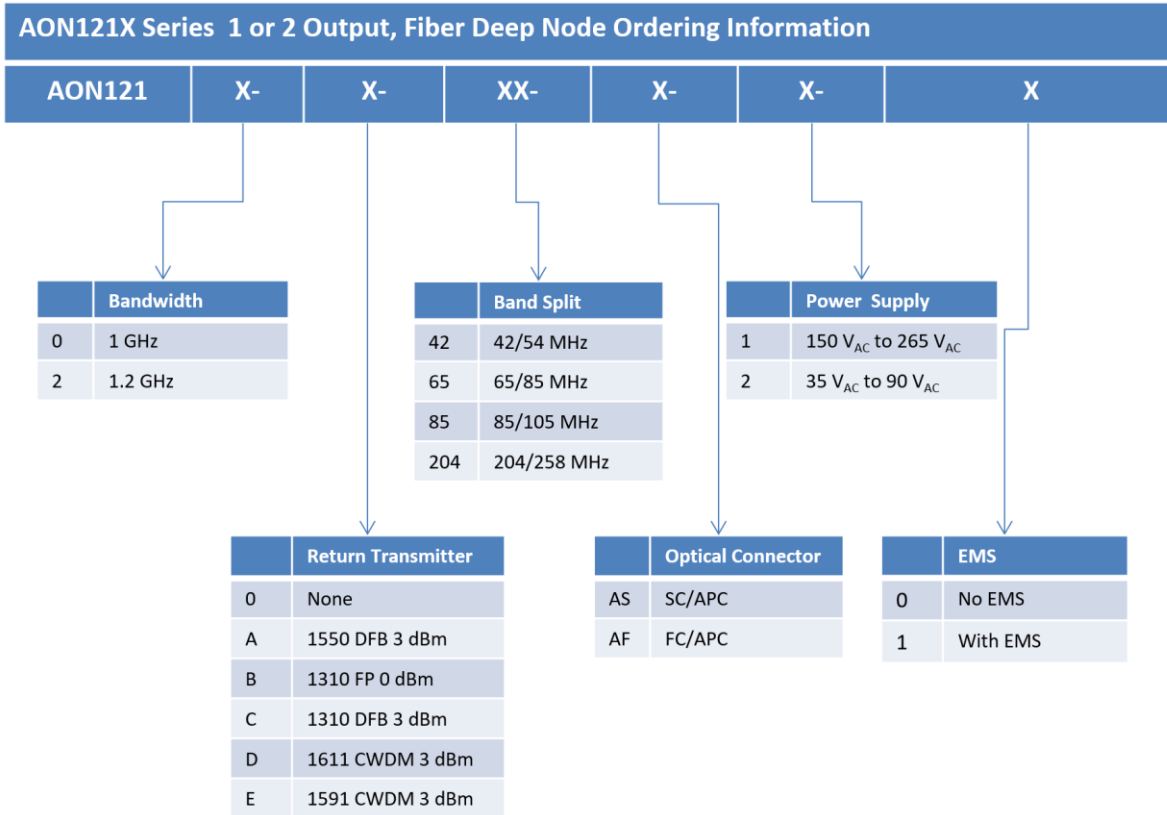 AON121X Series 1 or 2 Output, Fiber Deep Node Ordering Information
AON121 X- X- XX- X- X- X
Bandwidth
0 1 GHz
2 1.2 GHz
Band Split
42 42/54 MHz
65 65/85 MHz
85 85/105 MHz
204 204/258 MHz
Power Supply
1 150 VAC to 265 VAC
2 35 VAC to 90 VAC
Return Transmitter
0 None
A 1550 DFB 3 dBm
B 1310 FP 0 dBm
C 1310 DFB 3 dBm
D 1611 CWDM 3 dBm
E 1591 CWDM 3 dBm
Optical Connector
AS SC/APC
AF FC/APC
EMS
0 No EMS
1 With EMS